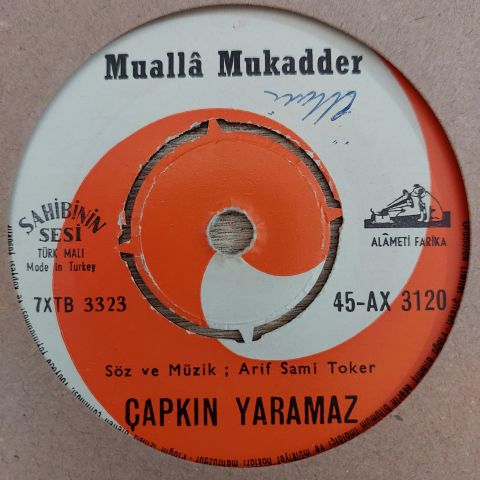 Muallâ Mukadder
SAHİBİNİN
SESİ
TÜRK MALI
Made in Turkey
ALÂMETİ FARİKA
7XTB 3323
45-AX 3120
Söz ve Müzik ; Arif Sami Toker
ÇAPKIN YARAMAZ